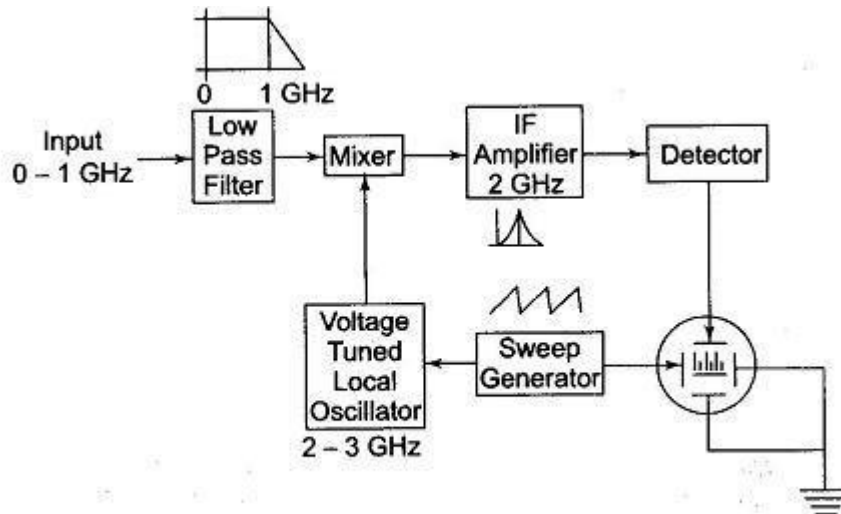 0 1 GHz
Input
0 – 1 GHz
Low
Pass
Filter
Mixer
IF
Amplifier
2 GHz
Detector
Voltage
Tuned
Local
Oscillator
2 – 3 GHz
Sweep
Generator